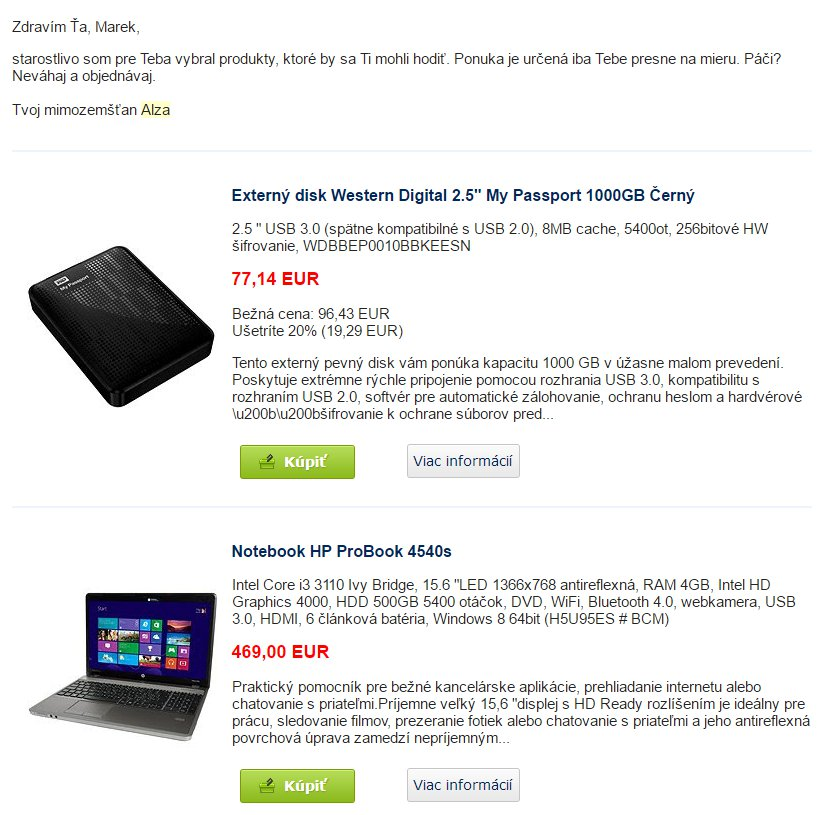 Zdravím Ťa, Marek,
starostlivo som pre Teba vybral produkty, ktoré by sa Ti mohli hodiť. Ponuka je určená iba Tebe presne na mieru. Páči?
Neváhaj a objednávaj.
Tvoj mimozemšťan Alza
Externý disk Western Digital 2.5" My Passport 1000GB Černý
2.5 " USB 3.0 (spätne kompatibilné s USB 2.0), 8MB cache, 5400ot, 256bitové HW
šifrovanie, WDBBEP0010BBKEESN
77,14 EUR
Bežná cena: 96,43 EUR
Ušetríte 20% (19,29 EUR)
WD
My Passport
Tento externý pevný disk vám ponúka kapacitu 1000 GB v úžasne malom prevedení.
Poskytuje extrémne rýchle pripojenie pomocou rozhrania USB 3.0, kompatibilitu s
rozhraním USB 2.0, softvér pre automatické zálohovanie, ochranu heslom a hardvérové
\u200b\u200bšifrovanie k ochrane súborov pred...
Kúpiť
Viac informácií
Notebook HP ProBook 4540s
Intel Core i3 3110 Ivy Bridge, 15.6 "LED 1366x768 antireflexná, RAM 4GB, Intel HD
Graphics 4000, HDD 500GB 5400 otáčok, DVD, WiFi, Bluetooth 4.0, webkamera, USB
3.0, HDMI, 6 článková batéria, Windows 8 64bit (H5U95ES # BCM)
469,00 EUR
Start
Praktický pomocník pre bežné kancelárske aplikácie, prehliadanie internetu alebo
chatovanie s priateľmi.Príjemne veľký 15,6 "displej s HD Ready rozlíšením je ideálny pre
prácu, sledovanie filmov, prezeranie fotiek alebo chatovanie s priateľmi a jeho antireflexná
povrchová úprava zamedzí nepríjemným...
Kúpiť
Viac informácií